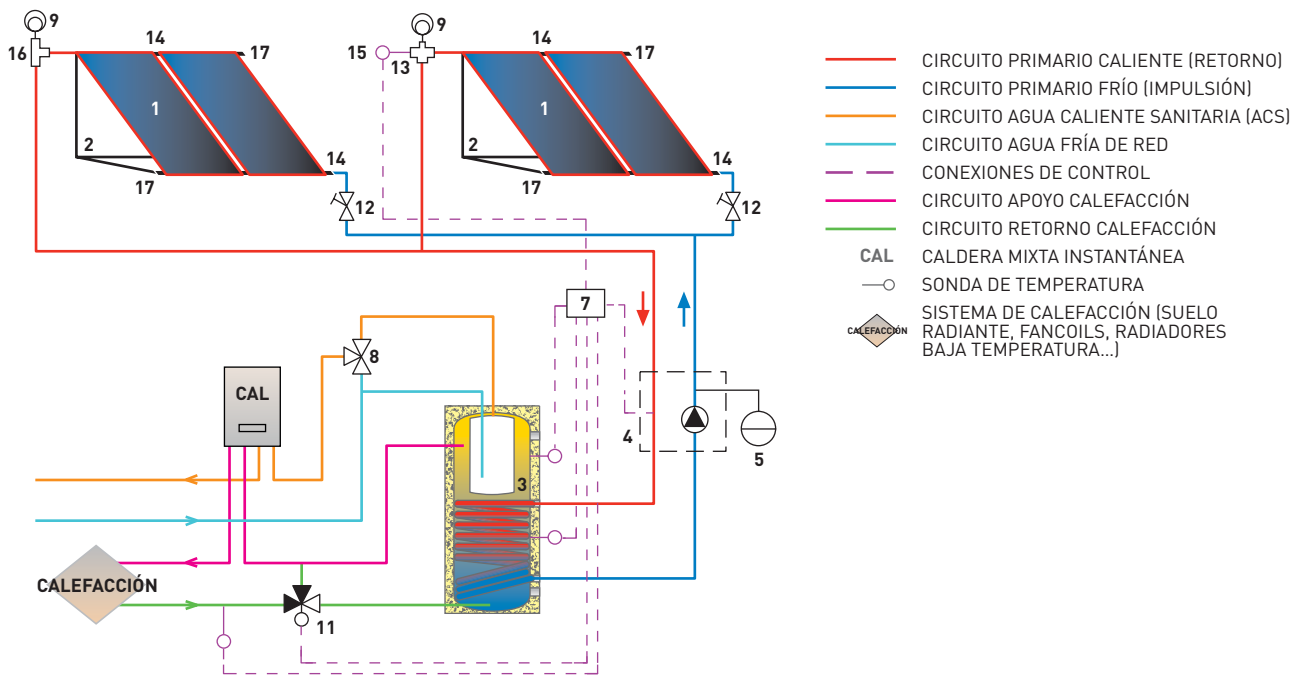 9
16
14
17
1
2
17
14
12
9
15
13
14
17
1
2
17
14
12
7
8
CAL
3
4
5
CALEFACCIÓN
11
CIRCUITO PRIMARIO CALIENTE (RETORNO)
CIRCUITO PRIMARIO FRÍO (IMPULSIÓN)
CIRCUITO AGUA CALIENTE SANITARIA (ACS)
CIRCUITO AGUA FRÍA DE RED
CONEXIONES DE CONTROL
CIRCUITO APOYO CALEFACCIÓN
CIRCUITO RETORNO CALEFACCIÓN
CAL CALDERA MIXTA INSTANTÁNEA
SONDA DE TEMPERATURA
CALEFACCIÓN
SISTEMA DE CALEFACCIÓN (SUELO
RADIANTE, FANCOILS, RADIADORES
BAJA TEMPERATURA...)